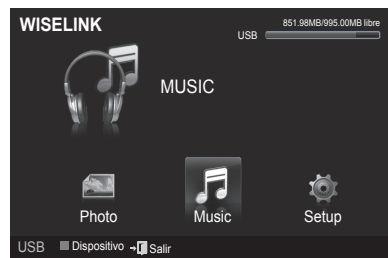 WISELINK
851.98MB/995.00MB libre
USB
MUSIC
Photo Music Setup
USB Dispositivo Salir